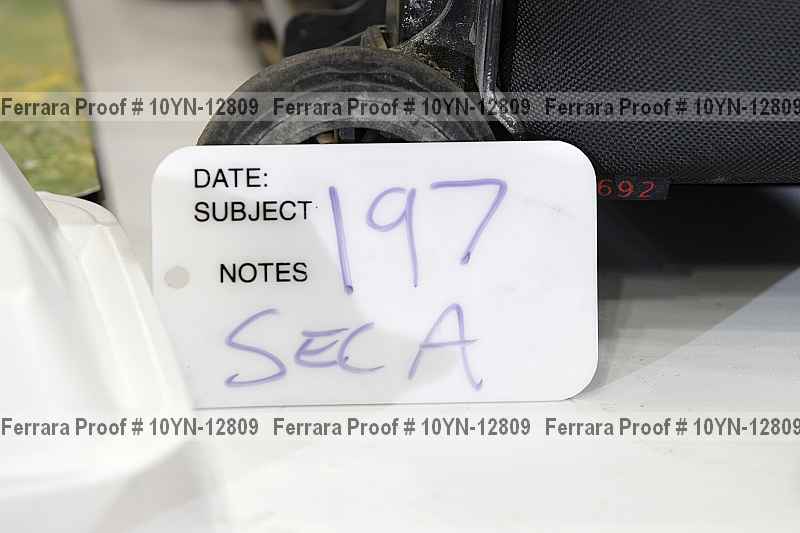 Ferrara Proof # 10YN-12809 Ferrara Proof # 10YN-12809 Ferrara Proof # 10YN-12809
DATE:
SUBJECT
197
692
NOTES
SEC A
Ferrara Proof # 10YN-12809 Ferrara Proof # 10YN-12809 Ferrara Proof # 10YN-12809